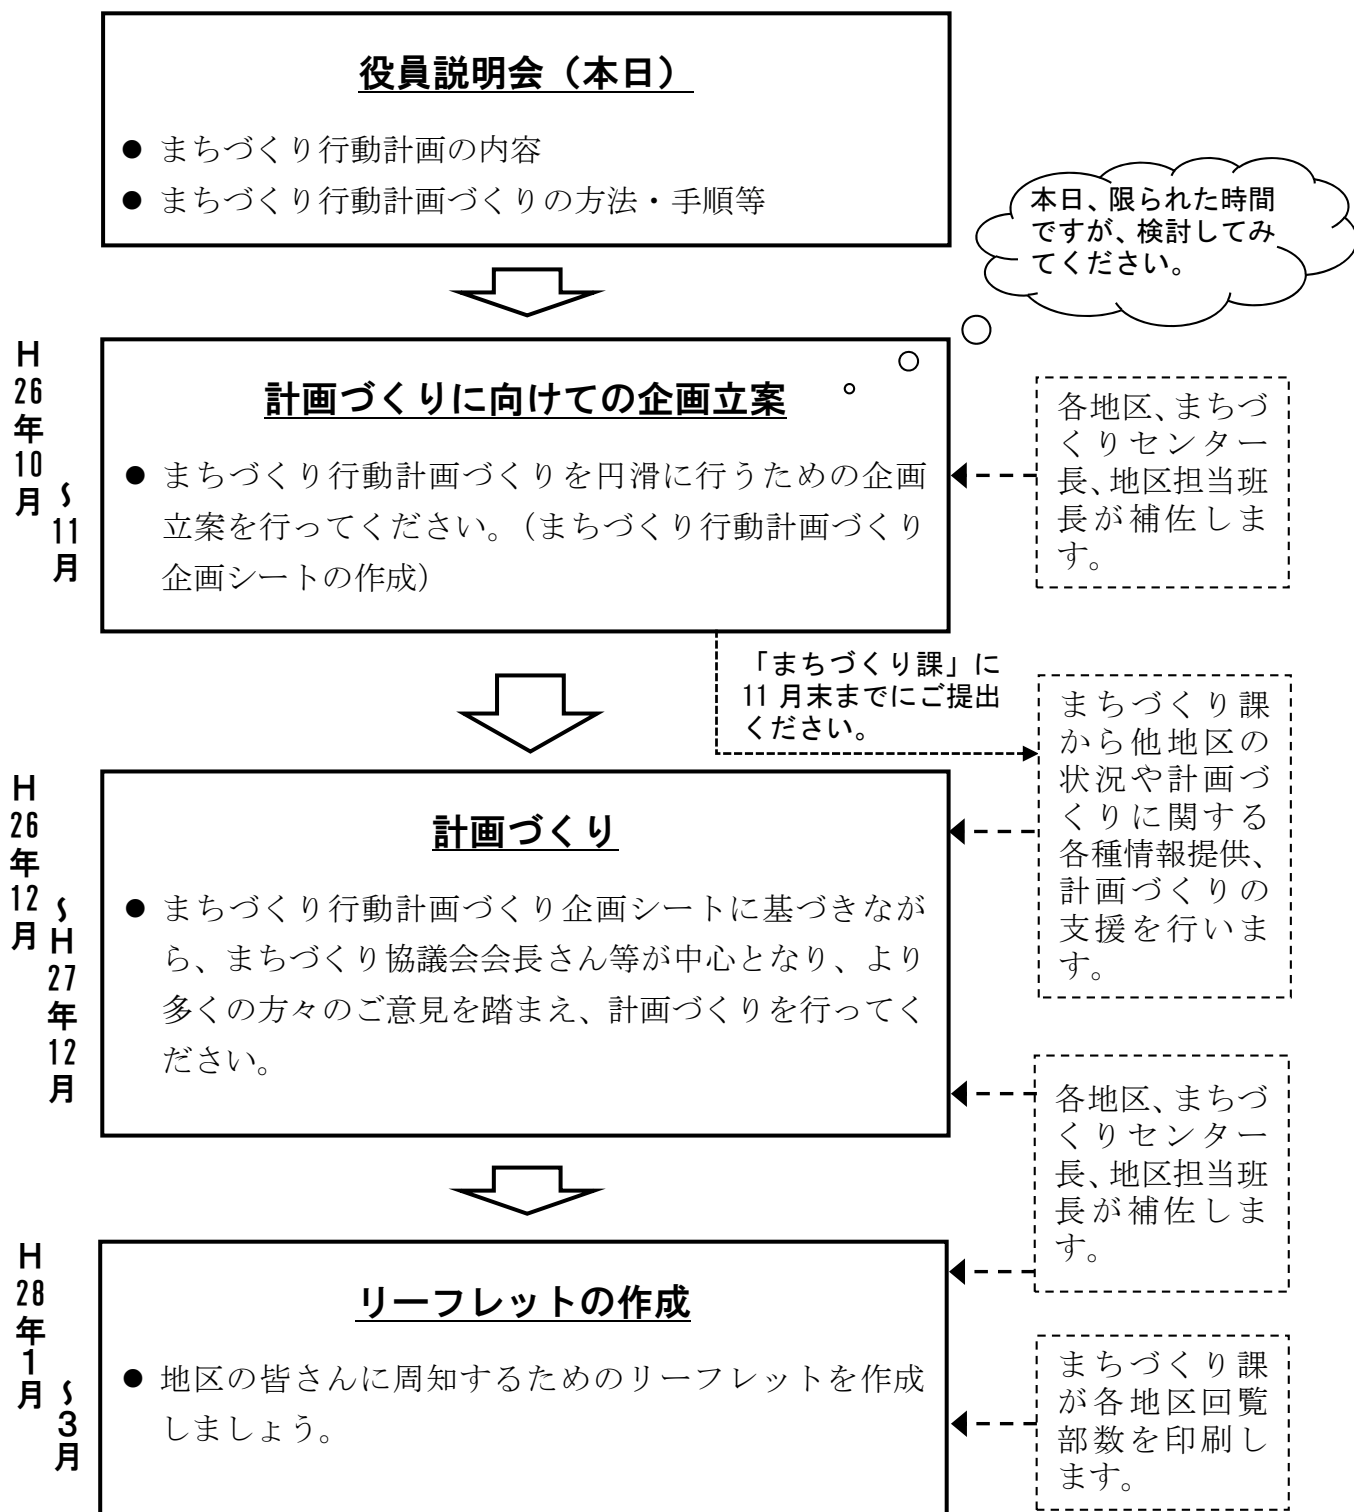 役員説明会(本日)
● まちづくり行動計画の内容
● まちづくり行動計画づくりの方法・手順等
本日、限られた時間
ですが、検討してみ
てください。
H26年10月
~11月
計画づくりに向けての企画立案
● まちづくり行動計画づくりを円滑に行うための企画
立案を行ってください。(まちづくり行動計画づくり
企画シートの作成)
各地区、まちづ
くりセンター
長、地区担当班
長が補佐しま
す。
「まちづくり課」に
11月末までにご提出
ください。
まちづくり課
から他地区の
状況や計画づ
くりに関する
各種情報提供、
計画づくりの
支援を行いま
す。
H26年12月
~H27年12月
計画づくり
● まちづくり行動計画づくり企画シートに基づきなが
ら、まちづくり協議会会長さん等が中心となり、より
多くの方々のご意見を踏まえ、計画づくりを行ってく
ださい。
各地区、まちづ
くりセンター
長、地区担当班
長が補佐しま
す。
H28年1月
~3月
リーフレットの作成
● 地区の皆さんに周知するためのリーフレットを作成
しましょう。
まちづくり課
が各地区回覧
部数を印刷し
ます。